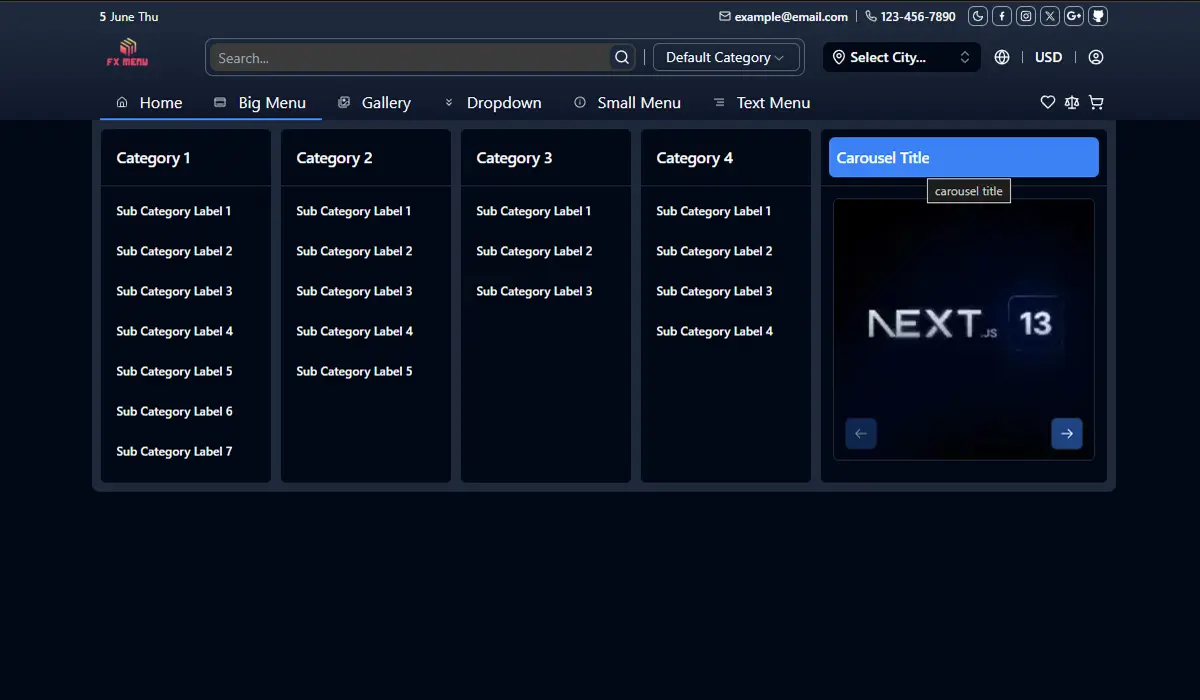 5 June Thu
example@email.com
123-456-7890
FX MENU
Search...
Default Category
Select City...
USD
Home
Big Menu
Gallery
Dropdown
Small Menu
Text Menu
Category 1
Sub Category Label 1
Sub Category Label 2
Sub Category Label 3
Sub Category Label 4
Sub Category Label 5
Sub Category Label 6
Sub Category Label 7
Category 2
Sub Category Label 1
Sub Category Label 2
Sub Category Label 3
Sub Category Label 4
Sub Category Label 5
Category 3
Sub Category Label 1
Sub Category Label 2
Sub Category Label 3
Category 4
Sub Category Label 1
Sub Category Label 2
Sub Category Label 3
Sub Category Label 4
Carousel Title
carousel title
NEXT.JS 13